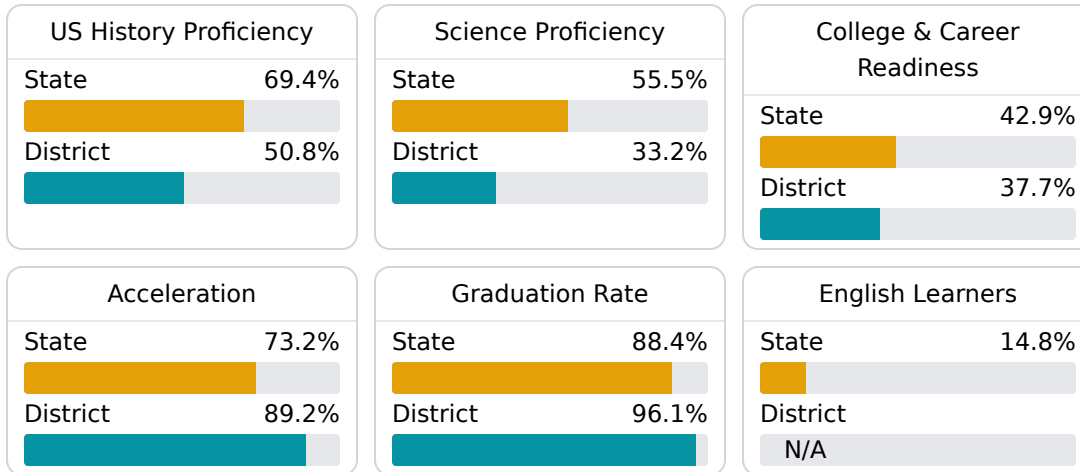 US History Proficiency
State 69.4%
District 50.8%
Science Proficiency
State 55.5%
District 33.2%
College & Career
Readiness
State 42.9%
District 37.7%
Acceleration
State 73.2%
District 89.2%
Graduation Rate
State 88.4%
District 96.1%
English Learners
State 14.8%
District
N/A